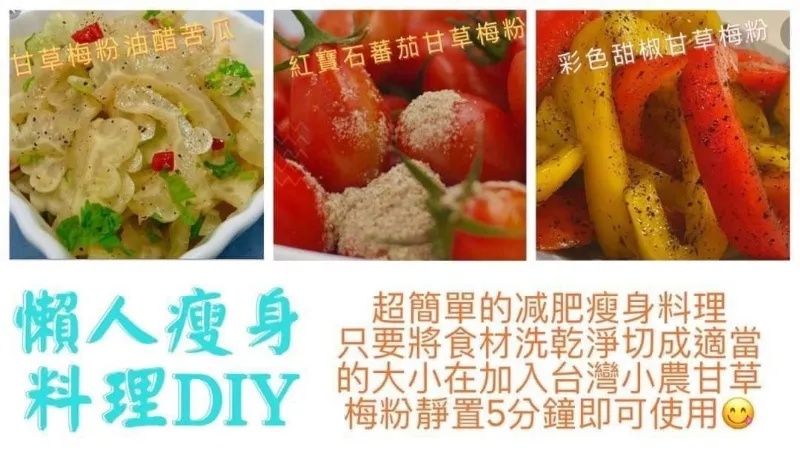 甘草梅粉油醋苦瓜
紅寶石蕃茄甘草梅粉
彩色甜椒甘草梅粉
懶人瘦身
料理DIY
超簡單的减肥瘦身料理
只要將食材洗乾淨切成適當
的大小在加入台灣小農甘草
梅粉靜置5分鐘即可使用😋